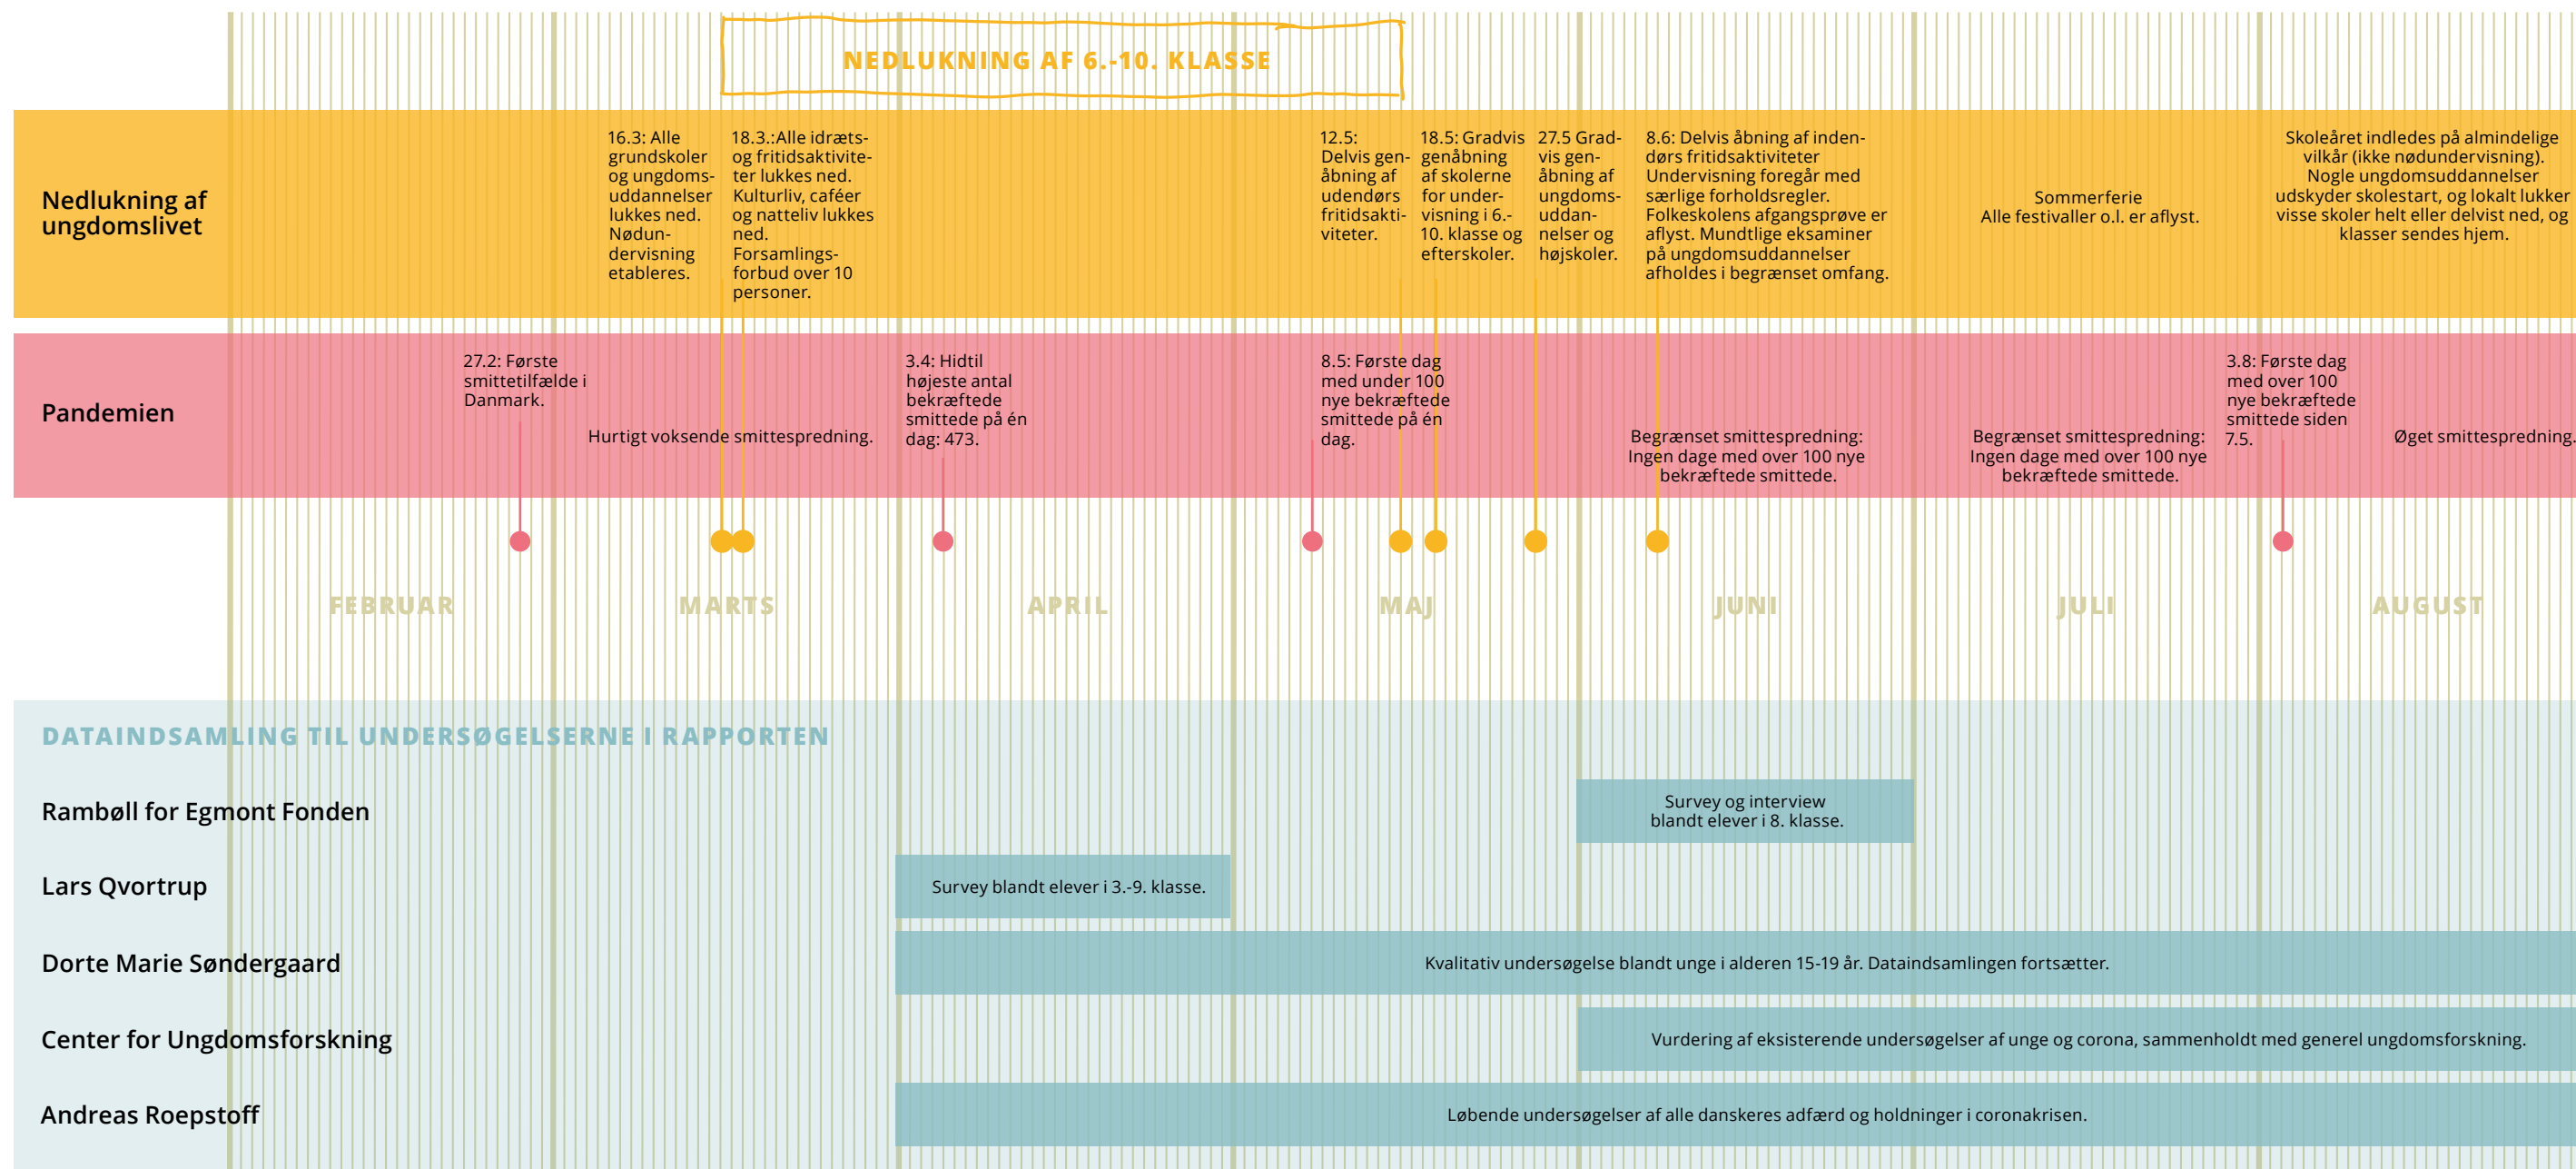 NEDLUKNING AF 6.-10. KLASSE
Nedlukning af
ungdomslivet
16.3: Alle
grundskoler
og ungdoms-
uddannelser
lukkes ned.
Nødun-
dervisning
etableres.
18.3.:Alle idræts-
og fritidsaktivite-
ter lukkes ned.
Kulturliv, caféer
og natteliv lukkes
ned.
Forsamlings-
forbud over 10
personer.
12.5:
Delvis gen-
åbning af
udendørs
fritidsakti-
viteter.
18.5: Gradvis
genåbning
af skolerne
for under-
visning i 6.-
10. klasse og
efterskoler.
27.5 Grad-
vis gen-
åbning af
ungdoms-
uddan-
nelser og
højskoler.
8.6: Delvis åbning af inden-
dørs fritidsaktiviteter
Undervisning foregår med
særlige forholdsregler.
Folkeskolens afgangsprøve er
aflyst. Mundtlige eksaminer
på ungdomsuddannelser
afholdes i begrænset omfang.
Sommerferie
Alle festivaller o.l. er aflyst.
Skoleåret indledes på almindelige
vilkår (ikke nødundervisning).
Nogle ungdomsuddannelser
udskyder skolestart, og lokalt lukker
visse skoler helt eller delvist ned, og
klasser sendes hjem.
Pandemien
27.2: Første
smittetilfælde i
Danmark.
Hurtigt voksende smittespredning.
3.4: Hidtil
højeste antal
bekræftede
smittede på én
dag: 473.
8.5: Første dag
med under 100
nye bekræftede
smittede på én
dag.
Begrænset smittespredning:
Ingen dage med over 100 nye
bekræftede smittede.
Begrænset smittespredning:
Ingen dage med over 100 nye
bekræftede smittede.
3.8: Første dag
med over 100
nye bekræftede
smittede siden
7.5.
Øget smittespredning.
FEBRUAR
MARTS
APRIL
MAJ
JUNI
JULI
AUGUST
DATAINDSAMLING TIL UNDERSØGELSERNE I RAPPORTEN
Rambøll for Egmont Fonden
Survey og interview
blandt elever i 8. klasse.
Lars Qvortrup
Survey blandt elever i 3.-9. klasse.
Dorte Marie Søndergaard
Kvalitativ undersøgelse blandt unge i alderen 15-19 år. Dataindsamlingen fortsætter.
Center for Ungdomsforskning
Vurdering af eksisterende undersøgelser af unge og corona, sammenholdt med generel ungdomsforskning.
Andreas Roepstoff
Løbende undersøgelser af alle danskeres adfærd og holdninger i coronakrisen.